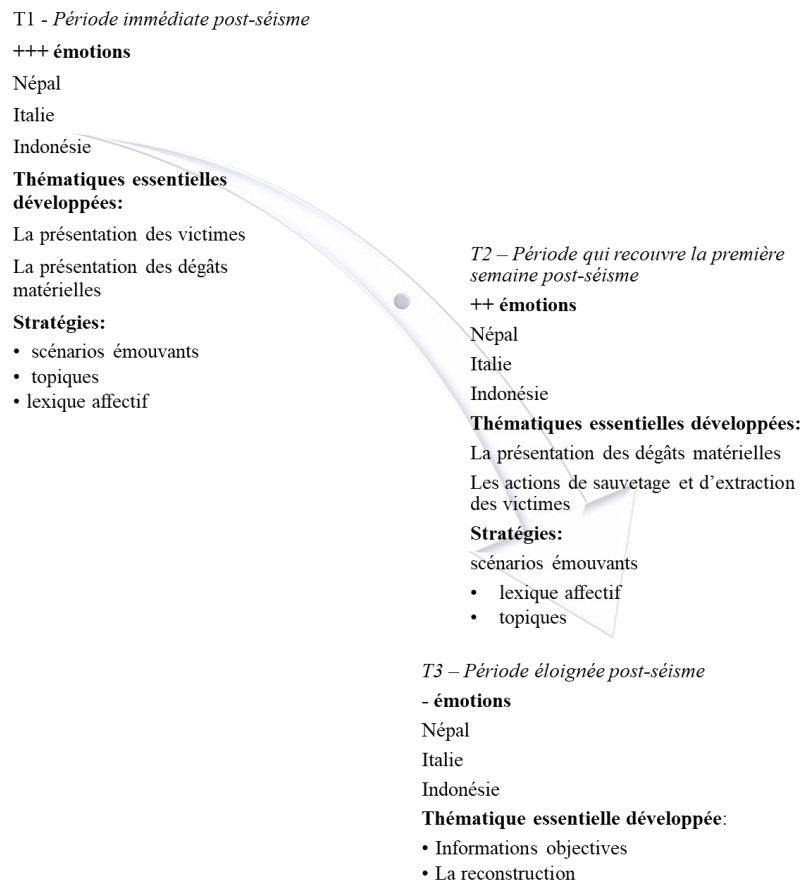 T1 - Période immédiate post-séisme
+++ émotions
Népal
Italie
Indonésie
Thématiques essentielles
développées:
La présentation des victimes
La présentation des dégâts
matérielles
Stratégies:
• scénarios émouvants
• topiques
• lexique affectif
T2 – Période qui recouvre la première
semaine post-séisme
++ émotions
Népal
Italie
Indonésie
Thématiques essentielles développées:
La présentation des dégâts matérielles
Les actions de sauvetage et d’extraction
des victimes
Stratégies:
scénarios émouvants
• lexique affectif
• topiques
T3 – Période éloignée post-séisme
- émotions
Népal
Italie
Indonésie
Thématique essentielle développée:
• Informations objectives
• La reconstruction